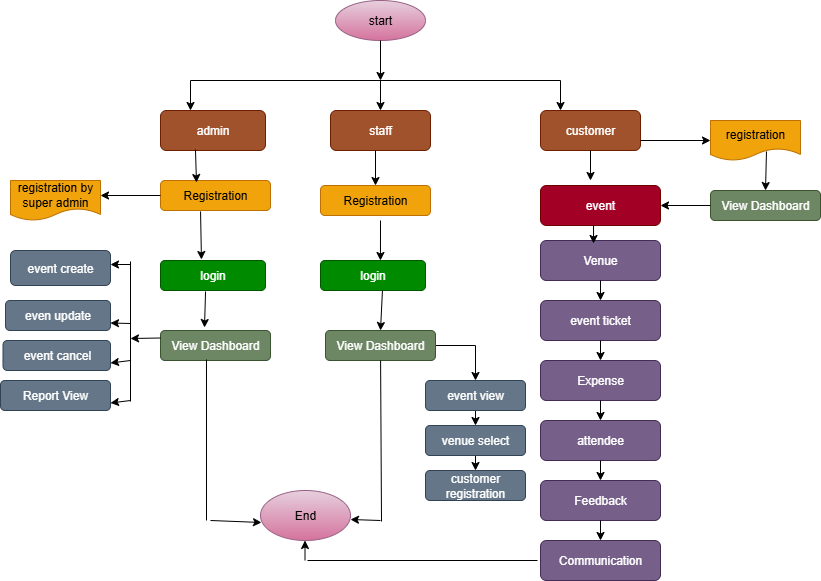 start
admin
staff
customer
registration
registration by
super admin
Registration
Registration
event
View Dashboard
event create
login
login
Venue
even update
event ticket
event cancel
View Dashboard
View Dashboard
Report View
event view
Expense
venue select
attendee
customer
registration
Feedback
End
Communication